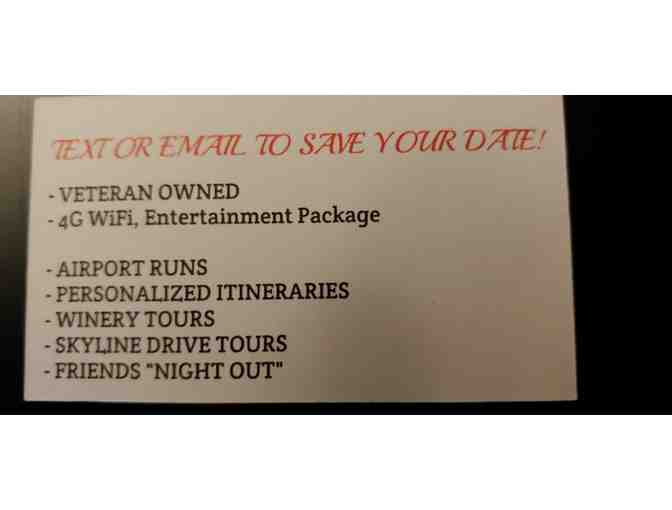 TEXT OR EMAIL TO SAVE YOUR DATE!
- VETERAN OWNED
- 4G WiFi, Entertainment Package
- AIRPORT RUNS
- PERSONALIZED ITINERARIES
- WINERY TOURS
- SKYLINE DRIVE TOURS
- FRIENDS "NIGHT OUT"